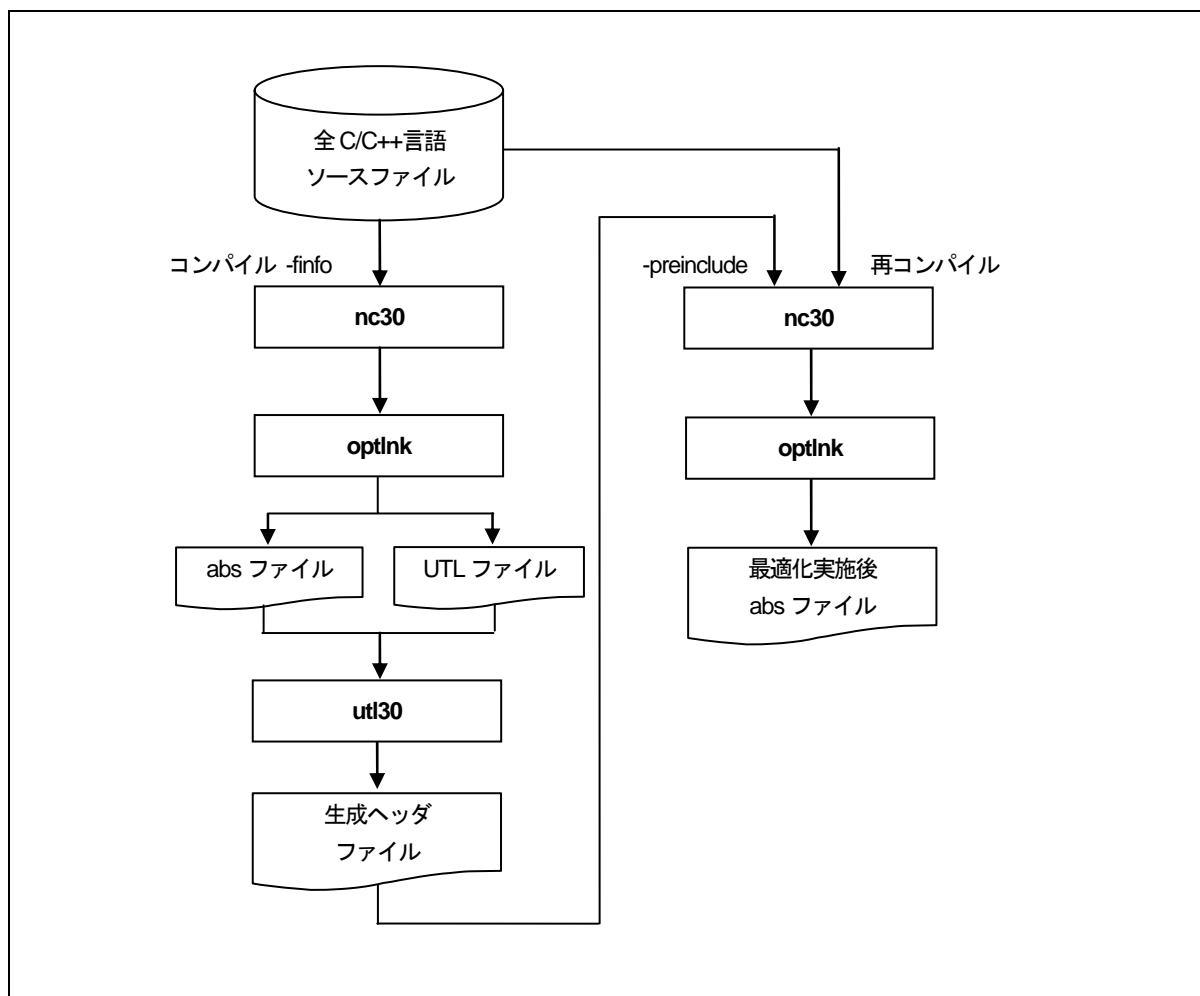 全 C/C++言語
ソースファイル
コンパイル -finfo
nc30
optlnk
abs ファイル
UTL ファイル
utl30
生成ヘッダ
ファイル
-preinclude
再コンパイル
nc30
optlnk
最適化実施後
abs ファイル